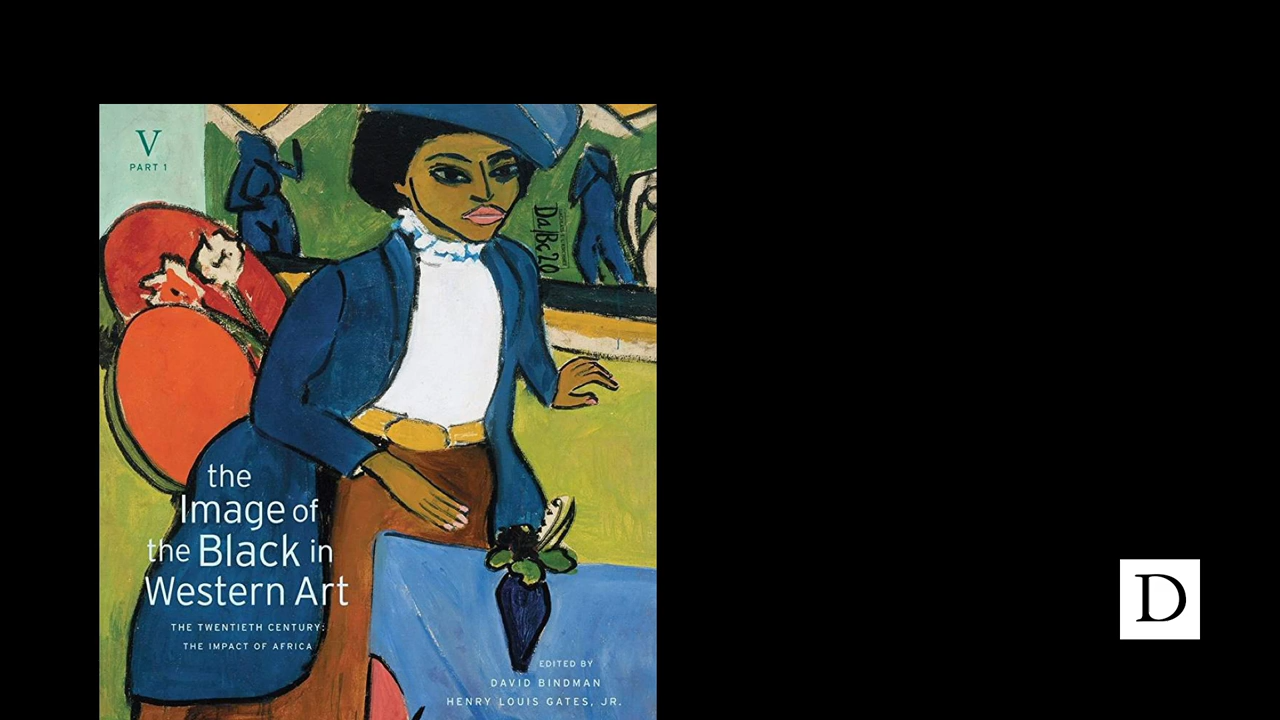 V
PART 1
DaBc20
the
Image of
the Black in
Western Art
THE TWENTIETH CENTURY:
THE IMPACT OF AFRICA
EDITED BY
DAVID BINDMAN
HENRY LOUIS GATES, JR.
D